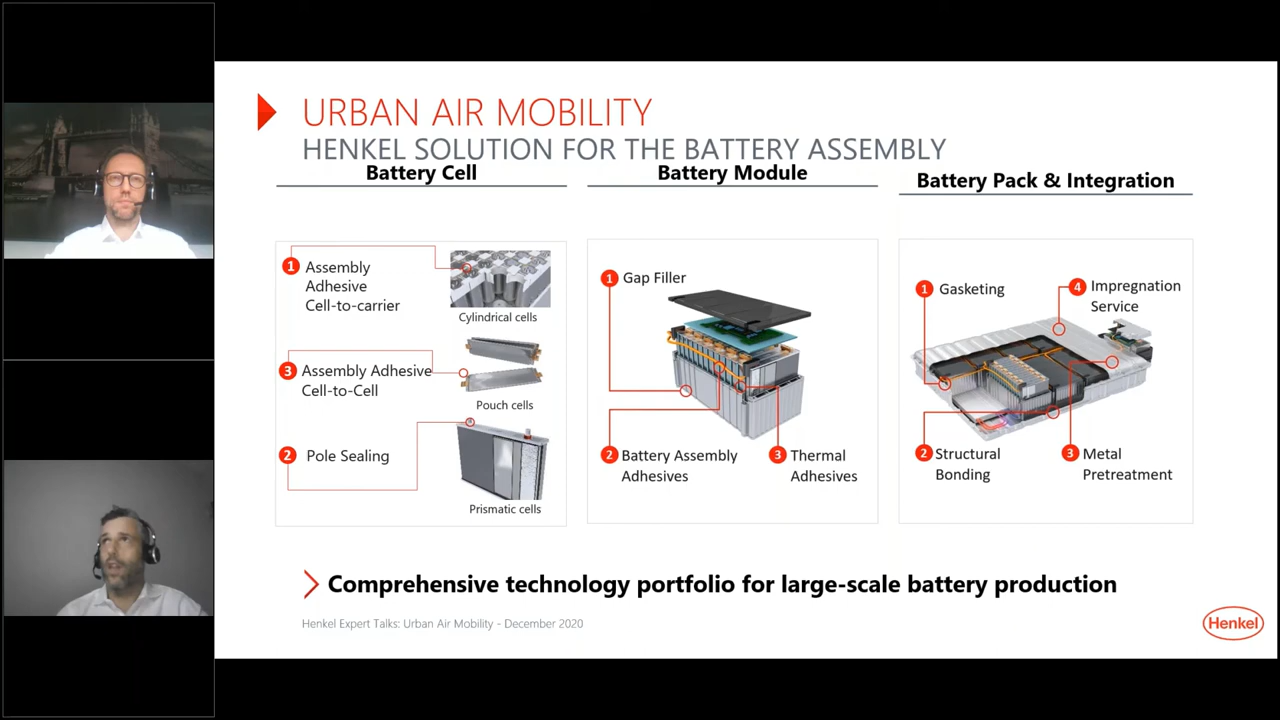 URBAN AIR MOBILITY
HENKEL SOLUTION FOR THE BATTERY ASSEMBLY
Battery Cell
1 Assembly
Adhesive
Cell-to-carrier
Cylindrical cells
3 Assembly Adhesive
Cell-to-Cell
Pouch cells
2 Pole Sealing
Prismatic cells
Battery Module
1 Gap Filler
2 Battery Assembly
Adhesives
3 Thermal
Adhesives
Battery Pack & Integration
1 Gasketing
4 Impregnation
Service
2 Structural
Bonding
3 Metal
Pretreatment
Comprehensive technology portfolio for large-scale battery production
Henkel Expert Talks: Urban Air Mobility - December 2020
Henkel